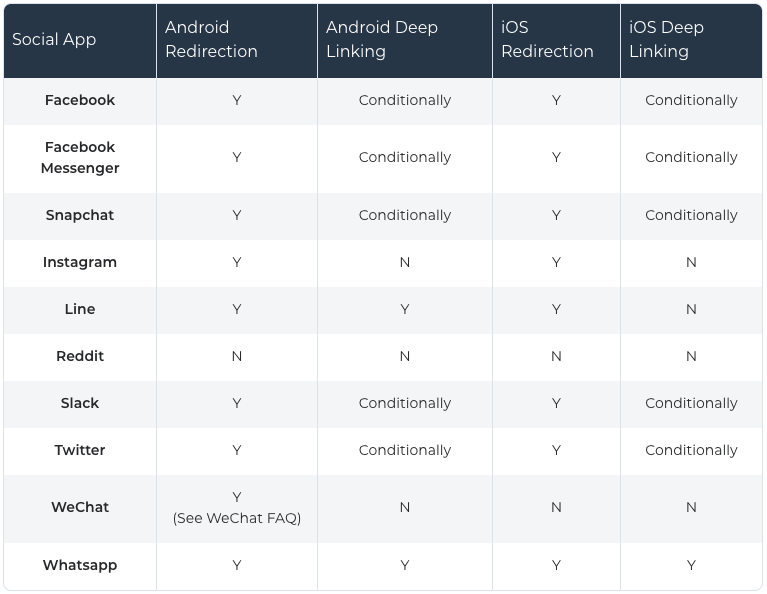 Social App Android Redirection Android Deep Linking iOS Redirection iOS Deep Linking
Facebook Y Conditionally Y Conditionally
Facebook Messenger Y Conditionally Y Conditionally
Snapchat Y Conditionally Y Conditionally
Instagram Y N Y N
Line Y Y Y N
Reddit N N N N
Slack Y Conditionally Y Conditionally
Twitter Y Conditionally Y Conditionally
WeChat Y (See WeChat FAQ) N N N
Whatsapp Y Y Y Y